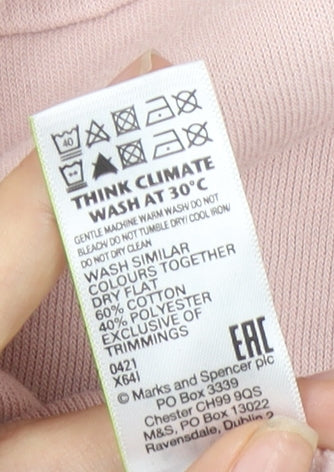 40
THINK CLIMATE
WASH AT 30°C
GENTLE MACHINE WARM WASH/ DO NOT
BLEACH/ DO NOT TUMBLE DRY/ COOL IRON/
DO NOT DRY CLEAN
WASH SIMILAR
COLOURS TOGETHER
DRY FLAT
60% COTTON
40% POLYESTER
EXCLUSIVE OF
TRIMMINGS
0421
X641
EAC
© Marks and Spencer plc
PO Box 3339
Chester CH99 9QS
M&S, PO Box 13022
Ravensdale, Dublin 2